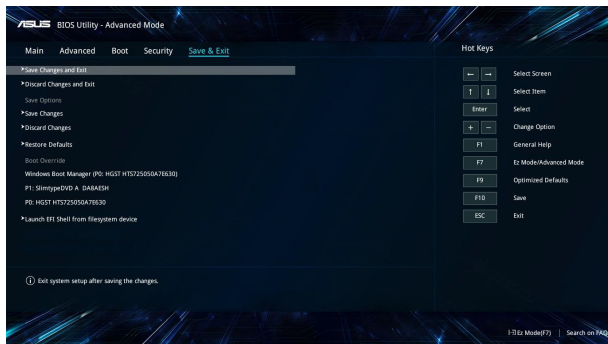 ASUS BIOS Utility - Advanced Mode
Main Advanced Boot Security Save & Exit
Save Changes and Exit
Discard Changes and Exit
Save Options
Save Changes
Discard Changes
Restore Defaults
Boot Override
Windows Boot Manager (P0: HGST HTS725050A7E630)
P1: SlimtypeDVD A DA8AESH
P0: HGST HTS725050A7E630
Launch EFI Shell from filesystem device
Exit system setup after saving the changes.
Hot Keys
← → Select Screen
↑ ↓ Select Item
Enter Select
+ − Change Option
F1 General Help
F7 Ez Mode/Advanced Mode
F9 Optimized Defaults
F10 Save
ESC Exit
Ez Mode(F7) | Search on FAQ